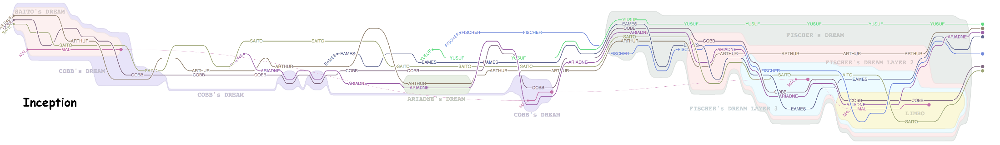 SAITO's DREAM
ARTHUR
COBB
SAITO
MAL
MAL
SAITO
ARTHUR
COBB's DREAM
COBB
SAITO
ARTHUR
COBB
COBB's DREAM
SAITO
ARIADNE
COBB
ARTHUR
SAITO
EAMES
EAMES
COBB
ARIADNE
FISCHER
FISCHER
FISCHER
YUSUF
YUSUF
YUSUF
EAMES
EAMES
SAITO
SAITO
SAITO
COBB
ARTHUR
ARTHUR
ARTHUR
ARIADNE
ARIADNE's DREAM
COBB
MAL
COBB's DREAM
ARIADNE
YUSUF
EAMES
COBB
ARIADNE
SAITO
ARTHUR
FISCHER
YUSUF
YUSUF
YUSUF
YUSUF
YUSUF
FISCHER's DREAM
COBB
ARIADNE
ARTHUR
ARTHUR
ARTHUR
ARTHUR
ARIADNE
FISCHER's DREAM LAYER 2
FISCHER
SAITO
SAITO
MAL
EAMES
COBB
ARIADNE
EAMES
FISCHER's DREAM LAYER 3
COBB
COBB
ARIADNE
MAL
MAL
LIMBO
SAITO
Inception